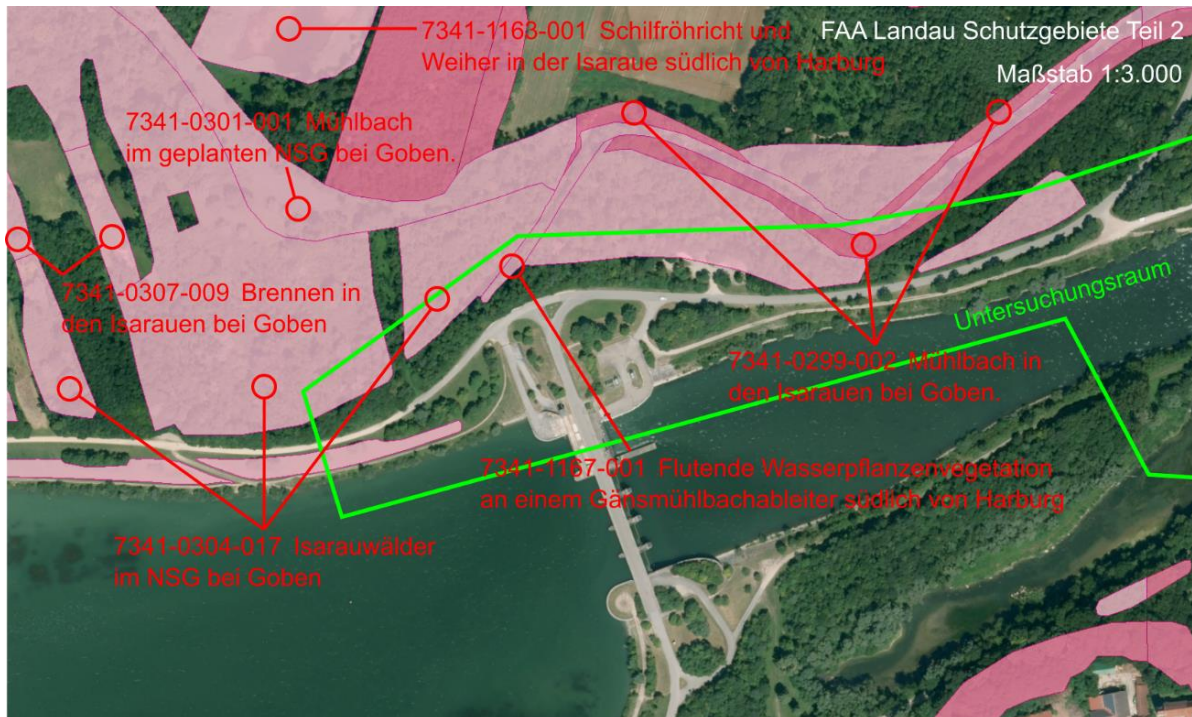 7341-1163-001 Schilfröhricht und
Weiher in der Isaraue südlich von Harburg
FAA Landau Schutzgebiete Teil 2
Maßstab 1:3.000
7341-0301-001 Mühlbach
im geplanten NSG bei Goben.
7341-0307-009 Brennen in
den Isarauen bei Goben
Untersuchungsraum
7341-0299-002 Mühlbach in
den Isarauen bei Goben.
7341-1167-001 Flutende Wasserpflanzenvegetation
an einem Gänsmühlbachableiter südlich von Harburg
7341-0304-017 Isarauwälder
im NSG bei Goben